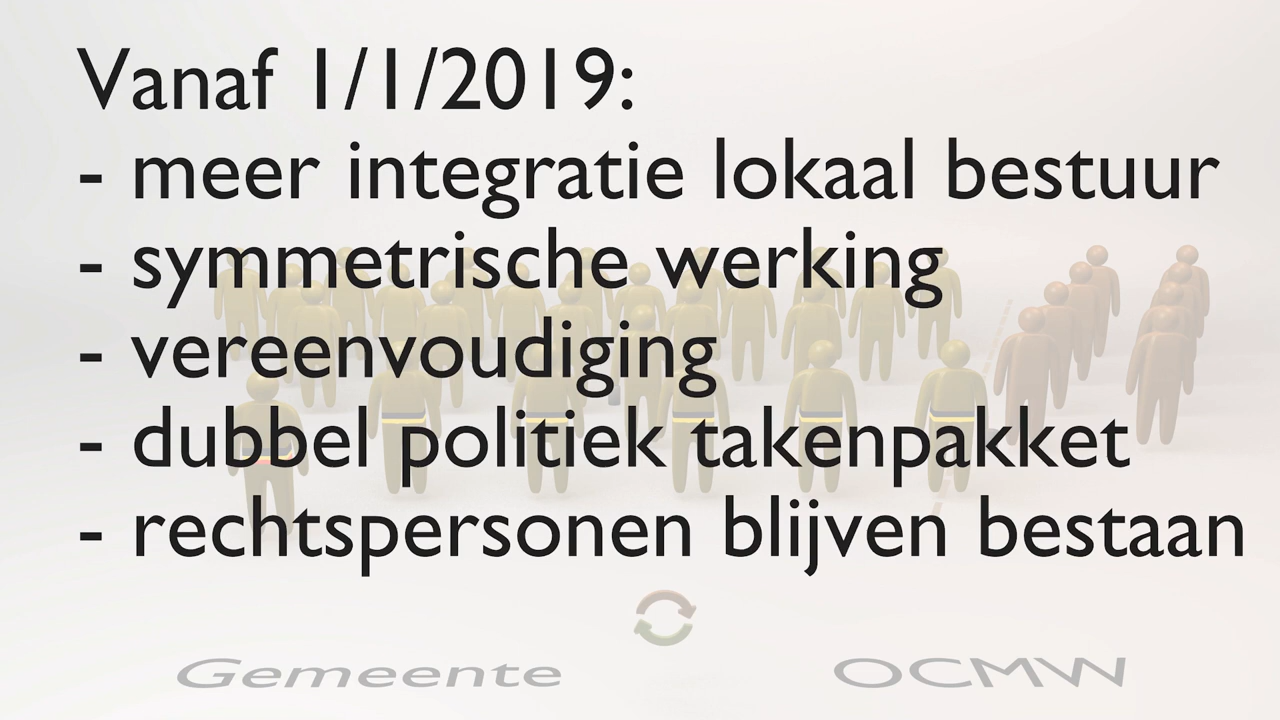 Vanaf 1/1/2019:
- meer integratie lokaal bestuur
- symmetrische werking
- vereenvoudiging
- dubbel politiek takenpakket
- rechtspersonen blijven bestaan
Gemeente
OCMW